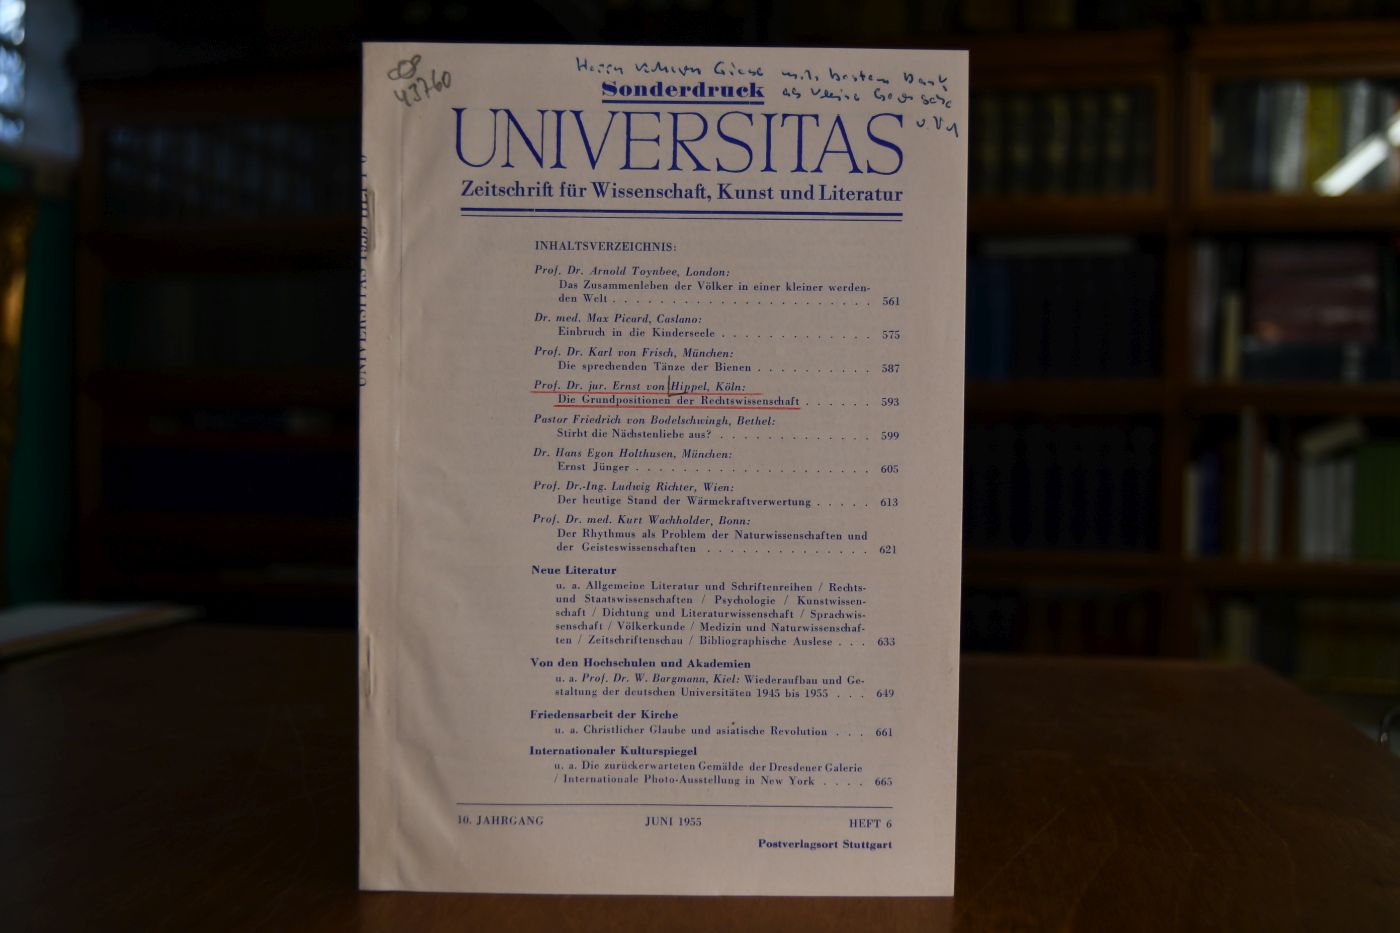 43760
Herrn
mit bestem Dank
Sonderdruck
UNIVERSITAS
Zeitschrift für Wissenschaft, Kunst und Literatur
INHALTSVERZEICHNIS:
Prof. Dr. Arnold Toynbee, London:
Das Zusammenleben der Völker in einer kleiner werden-
den Welt . . . . . . . . . . . . . . . . . . . . . . 561
Dr. med. Max Picard, Caslano:
Einbruch in die Kinderseele . . . . . . . . . . . . . 575
Prof. Dr. Karl von Frisch, München:
Die sprechenden Tänze der Bienen . . . . . . . . . . 587
Prof. Dr. jur. Ernst von Hippel, Köln:
Die Grundpositionen der Rechtswissenschaft . . . . . . 593
Pastor Friedrich von Bodelschwingh, Bethel:
Stirbt die Nächstenliebe aus? . . . . . . . . . . . . . 599
Dr. Hans Egon Holthusen, München:
Ernst Jünger . . . . . . . . . . . . . . . . . . . . 605
Prof. Dr.-Ing. Ludwig Richter, Wien:
Der heutige Stand der Wärmekraftverwertung . . . . . 613
Prof. Dr. med. Kurt Wachholder, Bonn:
Der Rhythmus als Problem der Naturwissenschaften und
der Geisteswissenschaften . . . . . . . . . . . . . . 621
Neue Literatur
u. a. Allgemeine Literatur und Schriftenreihen / Rechts-
und Staatswissenschaften / Psychologie / Kunstwissen-
schaft / Dichtung und Literaturwissenschaft / Sprachwis-
senschaft / Völkerkunde / Medizin und Naturwissenschaf-
ten / Zeitschriftenschau / Bibliographische Auslese . . . 633
Von den Hochschulen und Akademien
u. a. Prof. Dr. W. Bargmann, Kiel: Wiederaufbau und Ge-
staltung der deutschen Universitäten 1945 bis 1955 . . . 649
Friedensarbeit der Kirche
u. a. Christlicher Glaube und asiatische Revolution . . . 661
Internationaler Kulturspiegel
u. a. Die zurückerwarteten Gemälde der Dresdener Galerie
/ Internationale Photo-Ausstellung in New York . . . . 665
10. JAHRGANG JUNI 1955 HEFT 6
Postverlagsort Stuttgart
UNIVERSITAS 1955 HEFT 6